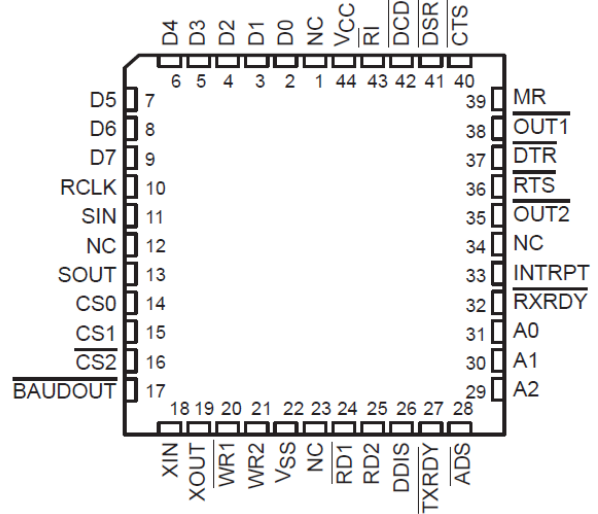 D4 D3 D2 D1 D0 NC VCC RI DCD DSR CTS
6 5 4 3 2 1 44 43 42 41 40
D5 7 39 MR
D6 8 38 OUT1
D7 9 37 DTR
RCLK 10 36 RTS
SIN 11 35 OUT2
NC 12 34 NC
SOUT 13 33 INTRPT
CS0 14 32 RXRDY
CS1 15 31 A0
CS2 16 30 A1
BAUDOUT 17 29 A2
18 19 20 21 22 23 24 25 26 27 28
XIN XOUT WR1 WR2 VSS NC RD1 RD2 DDIS TXRDY ADS